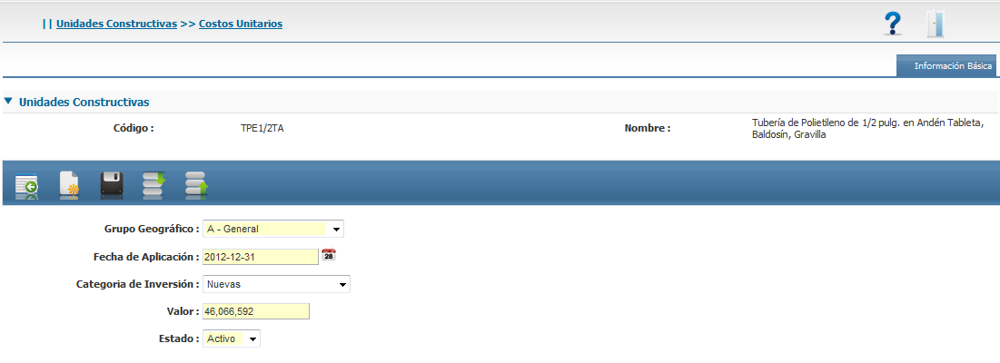 || Unidades Constructivas >> Costos Unitarios
?
Información Básica
Unidades Constructivas
Código :
TPE1/2TA
Nombre :
Tubería de Polietileno de 1/2 pulg. en Andén Tableta,
Baldosín, Gravilla
Grupo Geográfico :
A - General
Fecha de Aplicación :
2012-12-31
28
Categoria de Inversión :
Nuevas
Valor :
46,066,592
Estado :
Activo